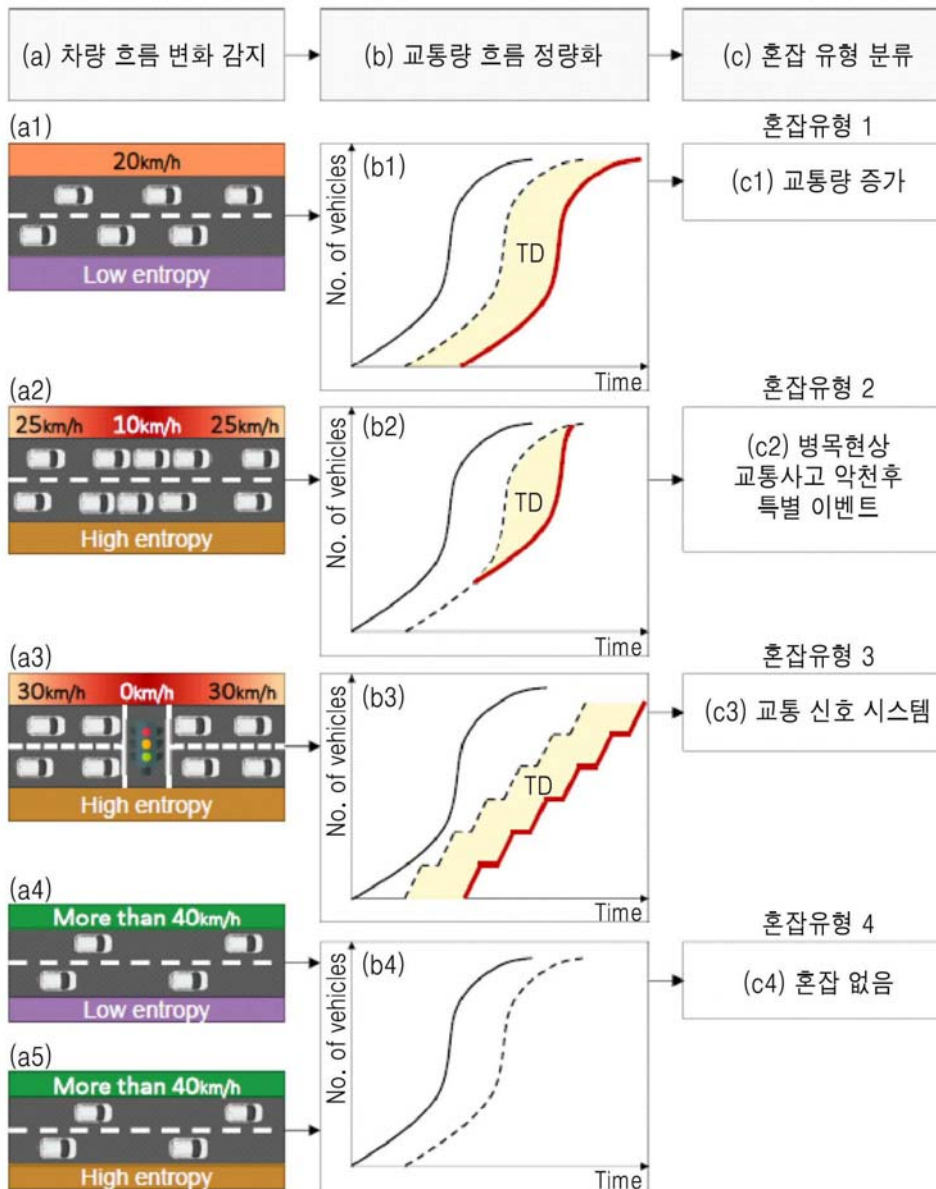 (a) 차량 흐름 변화 감지
(b) 교통량 흐름 정량화
(c) 혼잡 유형 분류
(a1)
20km/h
Low entropy
(b1)
No. of vehicles
TD
Time
혼잡유형 1
(c1) 교통량 증가
(a2)
25km/h 10km/h 25km/h
High entropy
(b2)
No. of vehicles
TD
Time
혼잡유형 2
(c2) 병목현상
교통사고 악천후
특별 이벤트
(a3)
30km/h 0km/h 30km/h
High entropy
(b3)
No. of vehicles
TD
Time
혼잡유형 3
(c3) 교통 신호 시스템
(a4)
More than 40km/h
Low entropy
(a5)
More than 40km/h
High entropy
(b4)
No. of vehicles
Time
혼잡유형 4
(c4) 혼잡 없음